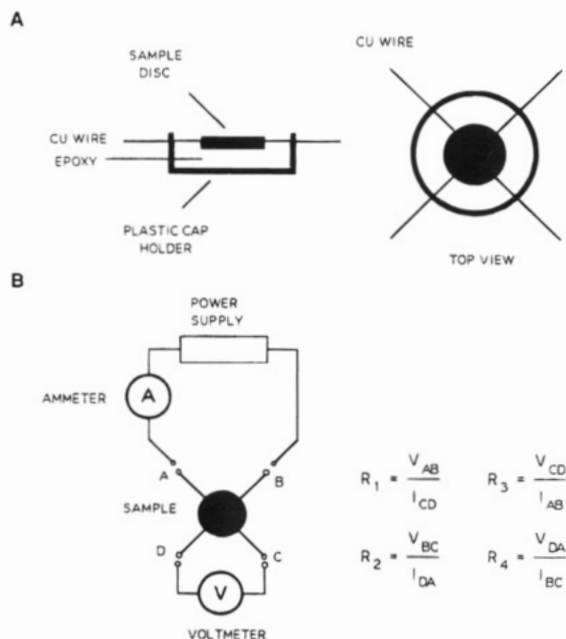 A
SAMPLE
DISC
CU WIRE
EPOXY
PLASTIC CAP
HOLDER
CU WIRE
TOP VIEW
B
POWER
SUPPLY
AMMETER
A
A
B
SAMPLE
D
C
V
VOLTMETER
R1 = VAB / ICD
R3 = VCD / IAB
R2 = VBC / IDA
R4 = VDA / IBC